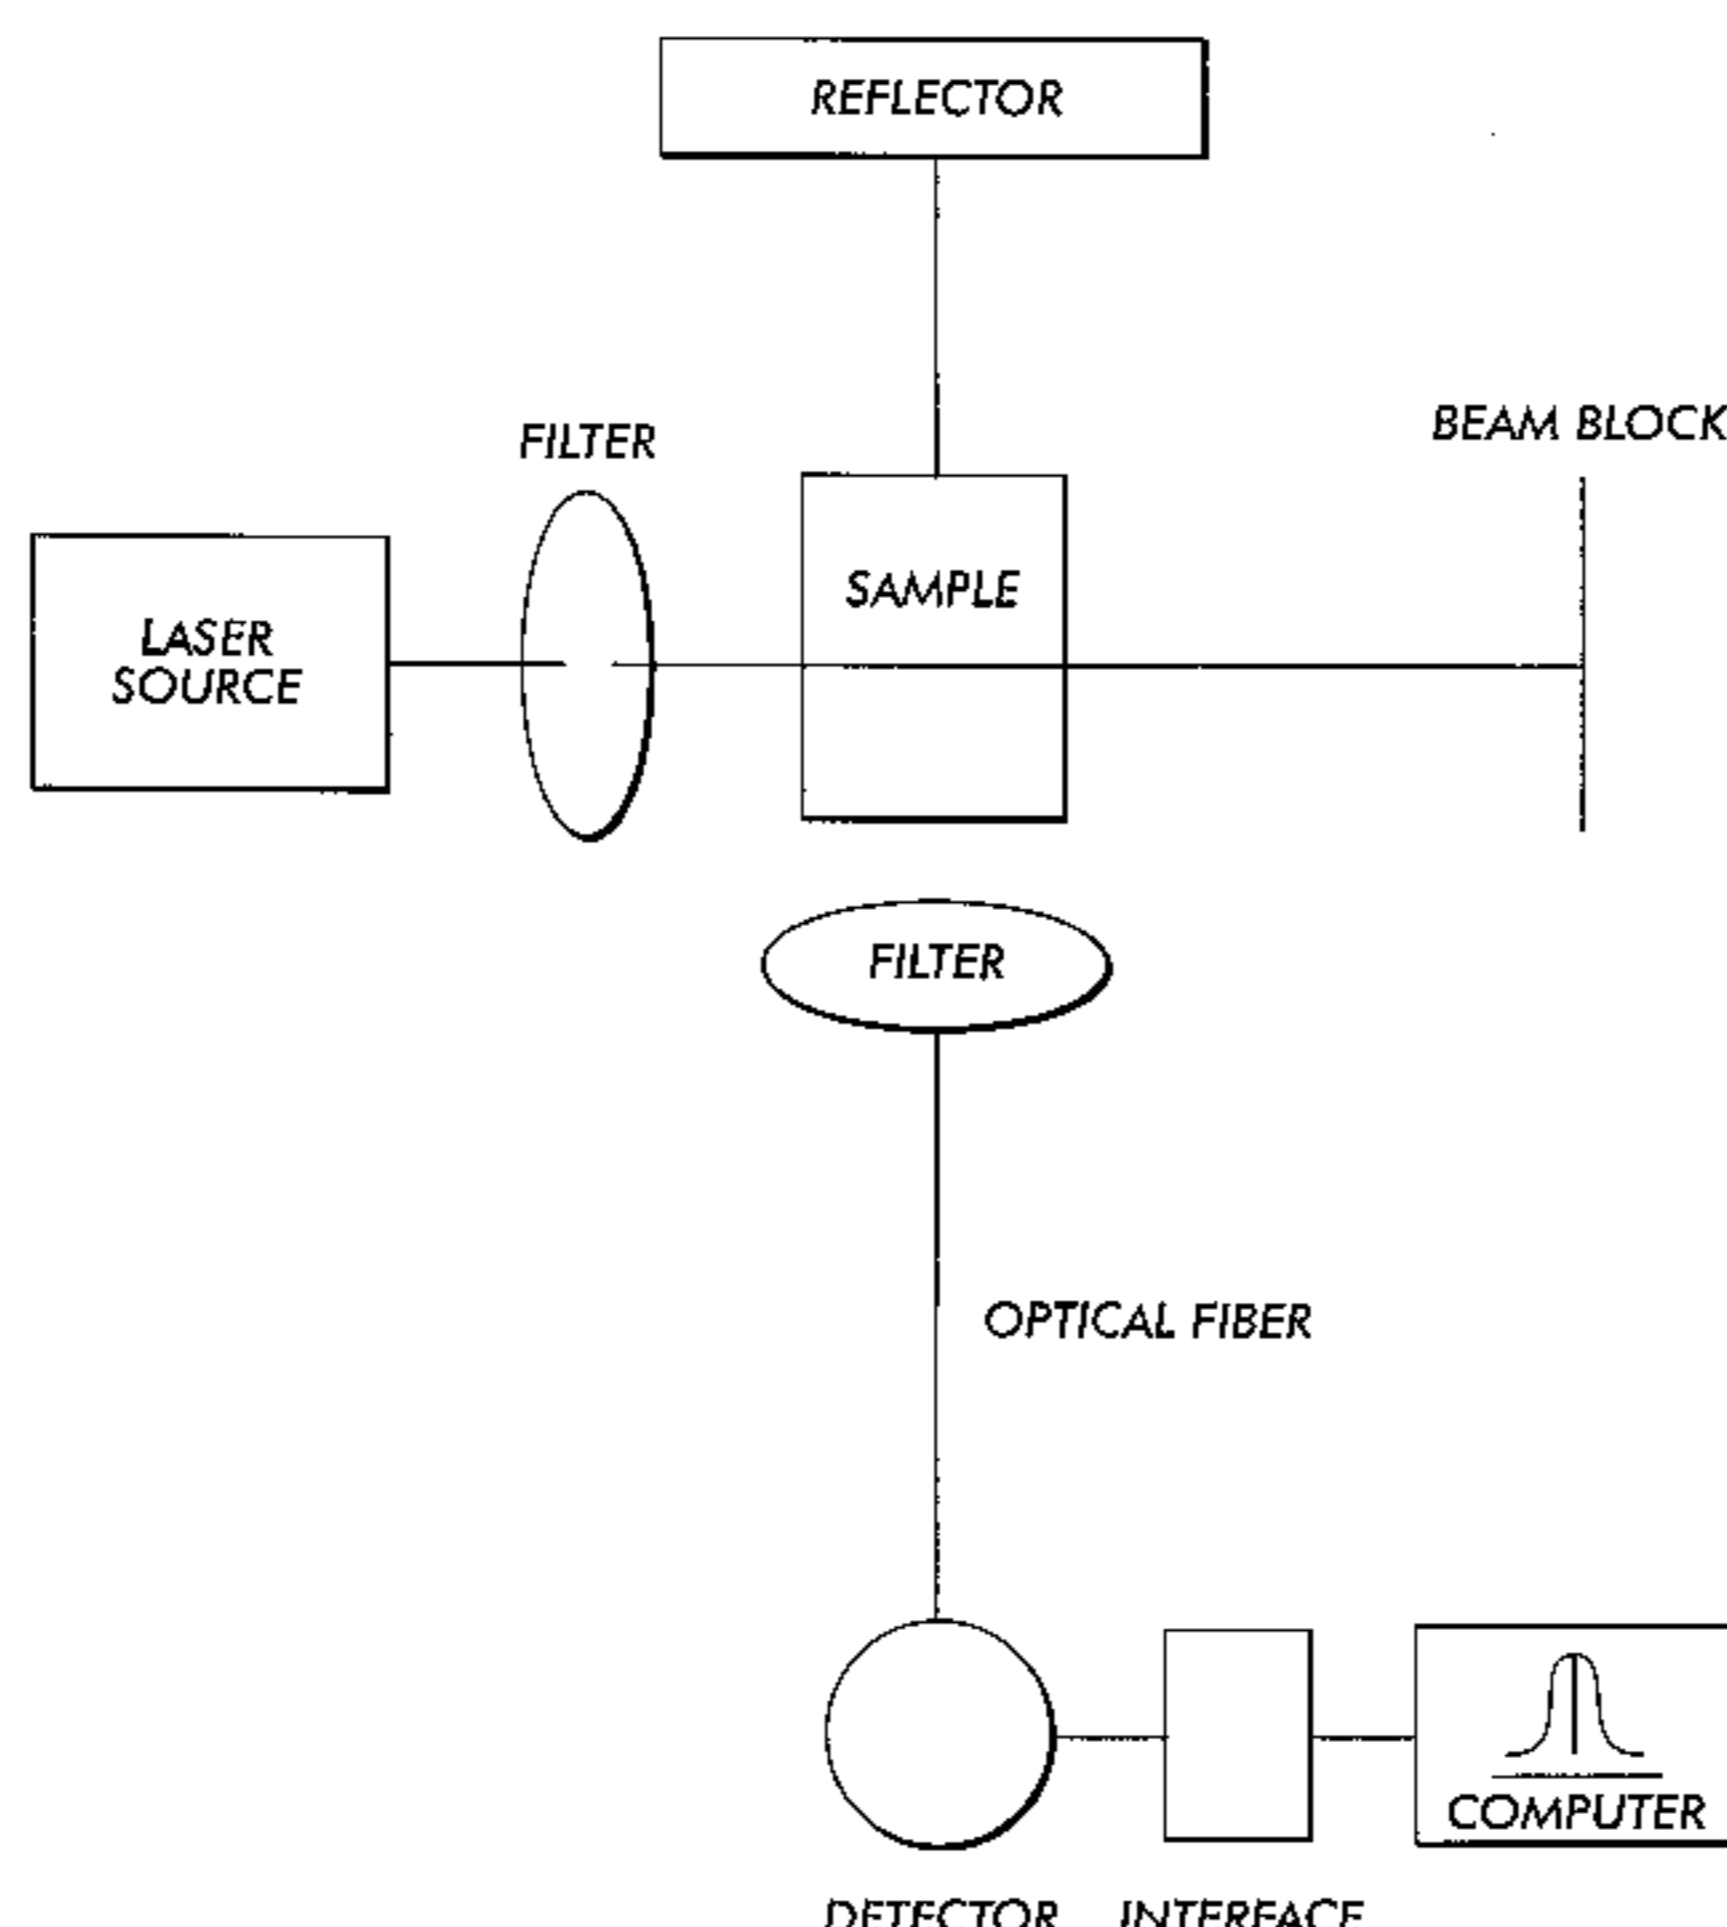 REFLECTOR
FILTER
BEAM BLOCK
LASER
SOURCE
SAMPLE
FILTER
OPTICAL FIBER
COMPUTER
DETECTOR
INTERFACE